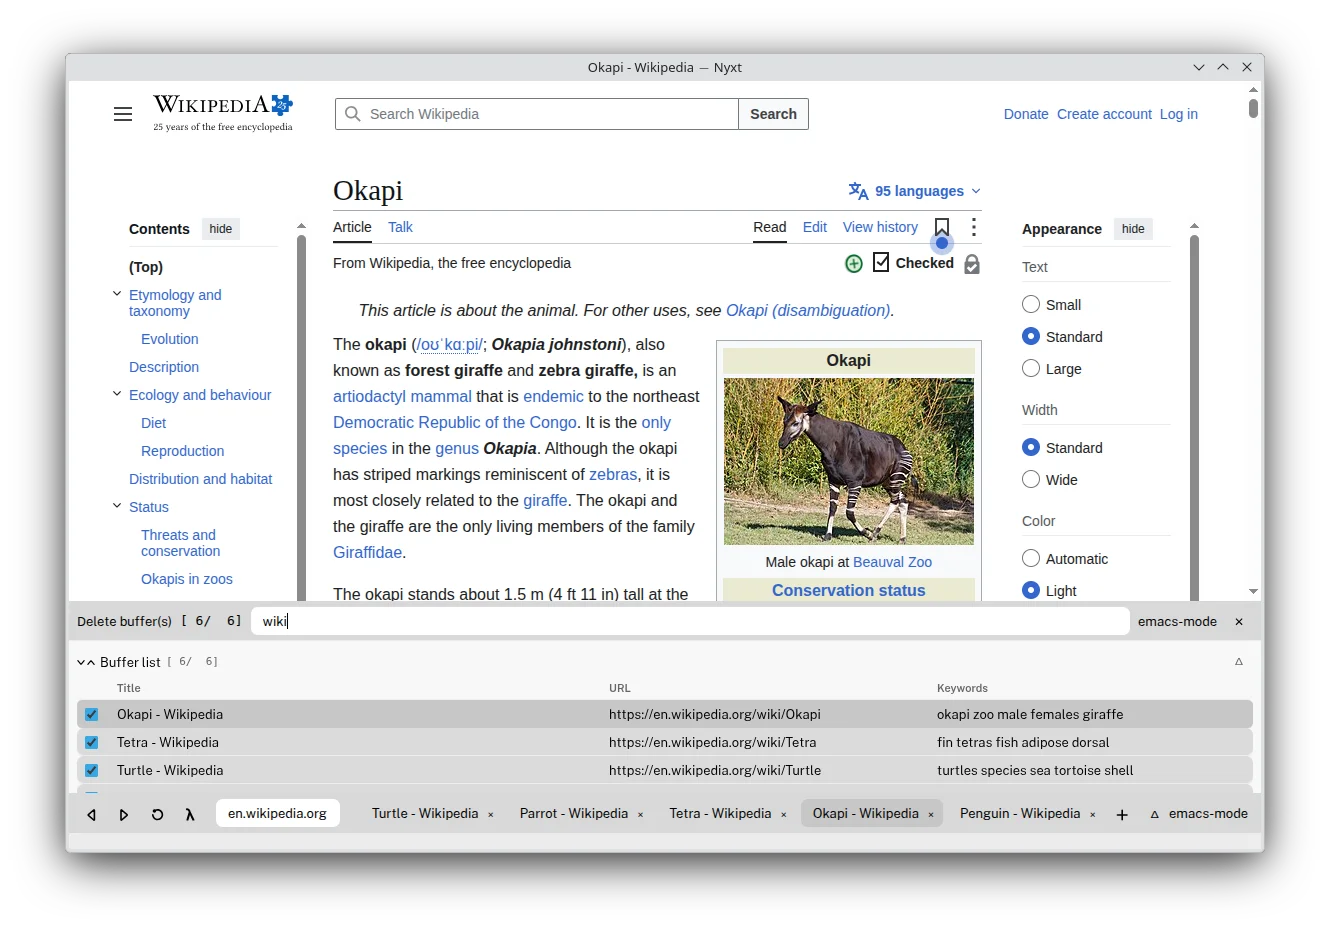 Okapi - Wikipedia — Nyxt
WIKIPEDIA 25
25 years of the free encyclopedia
Search Wikipedia
Search
Donate Create account Log in
Okapi
95 languages
Article Talk
Read Edit View history
From Wikipedia, the free encyclopedia
Checked
Contents hide
(Top)
Etymology and
taxonomy
Evolution
Description
Ecology and behaviour
Diet
Reproduction
Distribution and habitat
Status
Threats and
conservation
Okapis in zoos
This article is about the animal. For other uses, see Okapi (disambiguation).
The okapi (/oʊˈkɑːpi/; Okapia johnstoni), also
known as forest giraffe and zebra giraffe, is an
artiodactyl mammal that is endemic to the northeast
Democratic Republic of the Congo. It is the only
species in the genus Okapia. Although the okapi
has striped markings reminiscent of zebras, it is
most closely related to the giraffe. The okapi and
the giraffe are the only living members of the family
Giraffidae.
The okapi stands about 1.5 m (4 ft 11 in) tall at the
Okapi
Male okapi at Beauval Zoo
Conservation status
Appearance hide
Text
Small
Standard
Large
Width
Standard
Wide
Color
Automatic
Light
Delete buffer(s) [ 6/ 6] wiki emacs-mode ×
Buffer list [ 6/ 6]
Title URL Keywords
Okapi - Wikipedia https://en.wikipedia.org/wiki/Okapi okapi zoo male females giraffe
Tetra - Wikipedia https://en.wikipedia.org/wiki/Tetra fin tetras fish adipose dorsal
Turtle - Wikipedia https://en.wikipedia.org/wiki/Turtle turtles species sea tortoise shell
λ en.wikipedia.org Turtle - Wikipedia × Parrot - Wikipedia × Tetra - Wikipedia × Okapi - Wikipedia × Penguin - Wikipedia × + emacs-mode